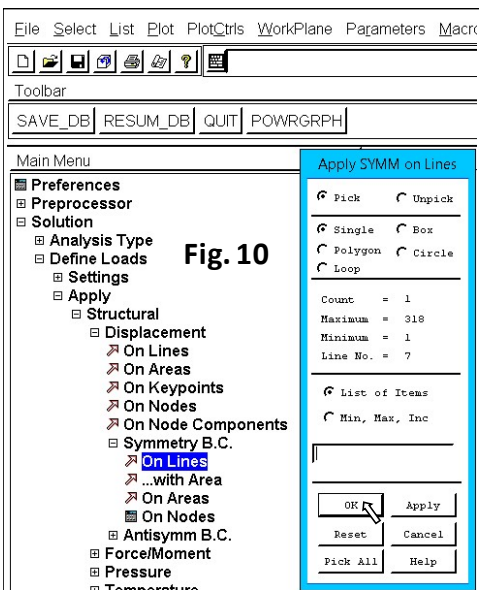 File Select List Plot PlotCtrls WorkPlane Parameters Macro
Toolbar
SAVE_DB RESUM_DB QUIT POWRGRPH
Main Menu
Preferences
Preprocessor
Solution
Analysis Type
Define Loads
Settings
Apply
Structural
Displacement
On Lines
On Areas
On Keypoints
On Nodes
On Node Components
Symmetry B.C.
On Lines
...with Area
On Areas
On Nodes
Antisymm B.C.
Force/Moment
Pressure
Temperature
Fig. 10
Apply SYMM on Lines
Pick Unpick
Single Box
Polygon Circle
Loop
Count = 1
Maximum = 318
Minimum = 1
Line No. = 7
List of Items
Min, Max, Inc
OK Apply
Reset Cancel
Pick All Help